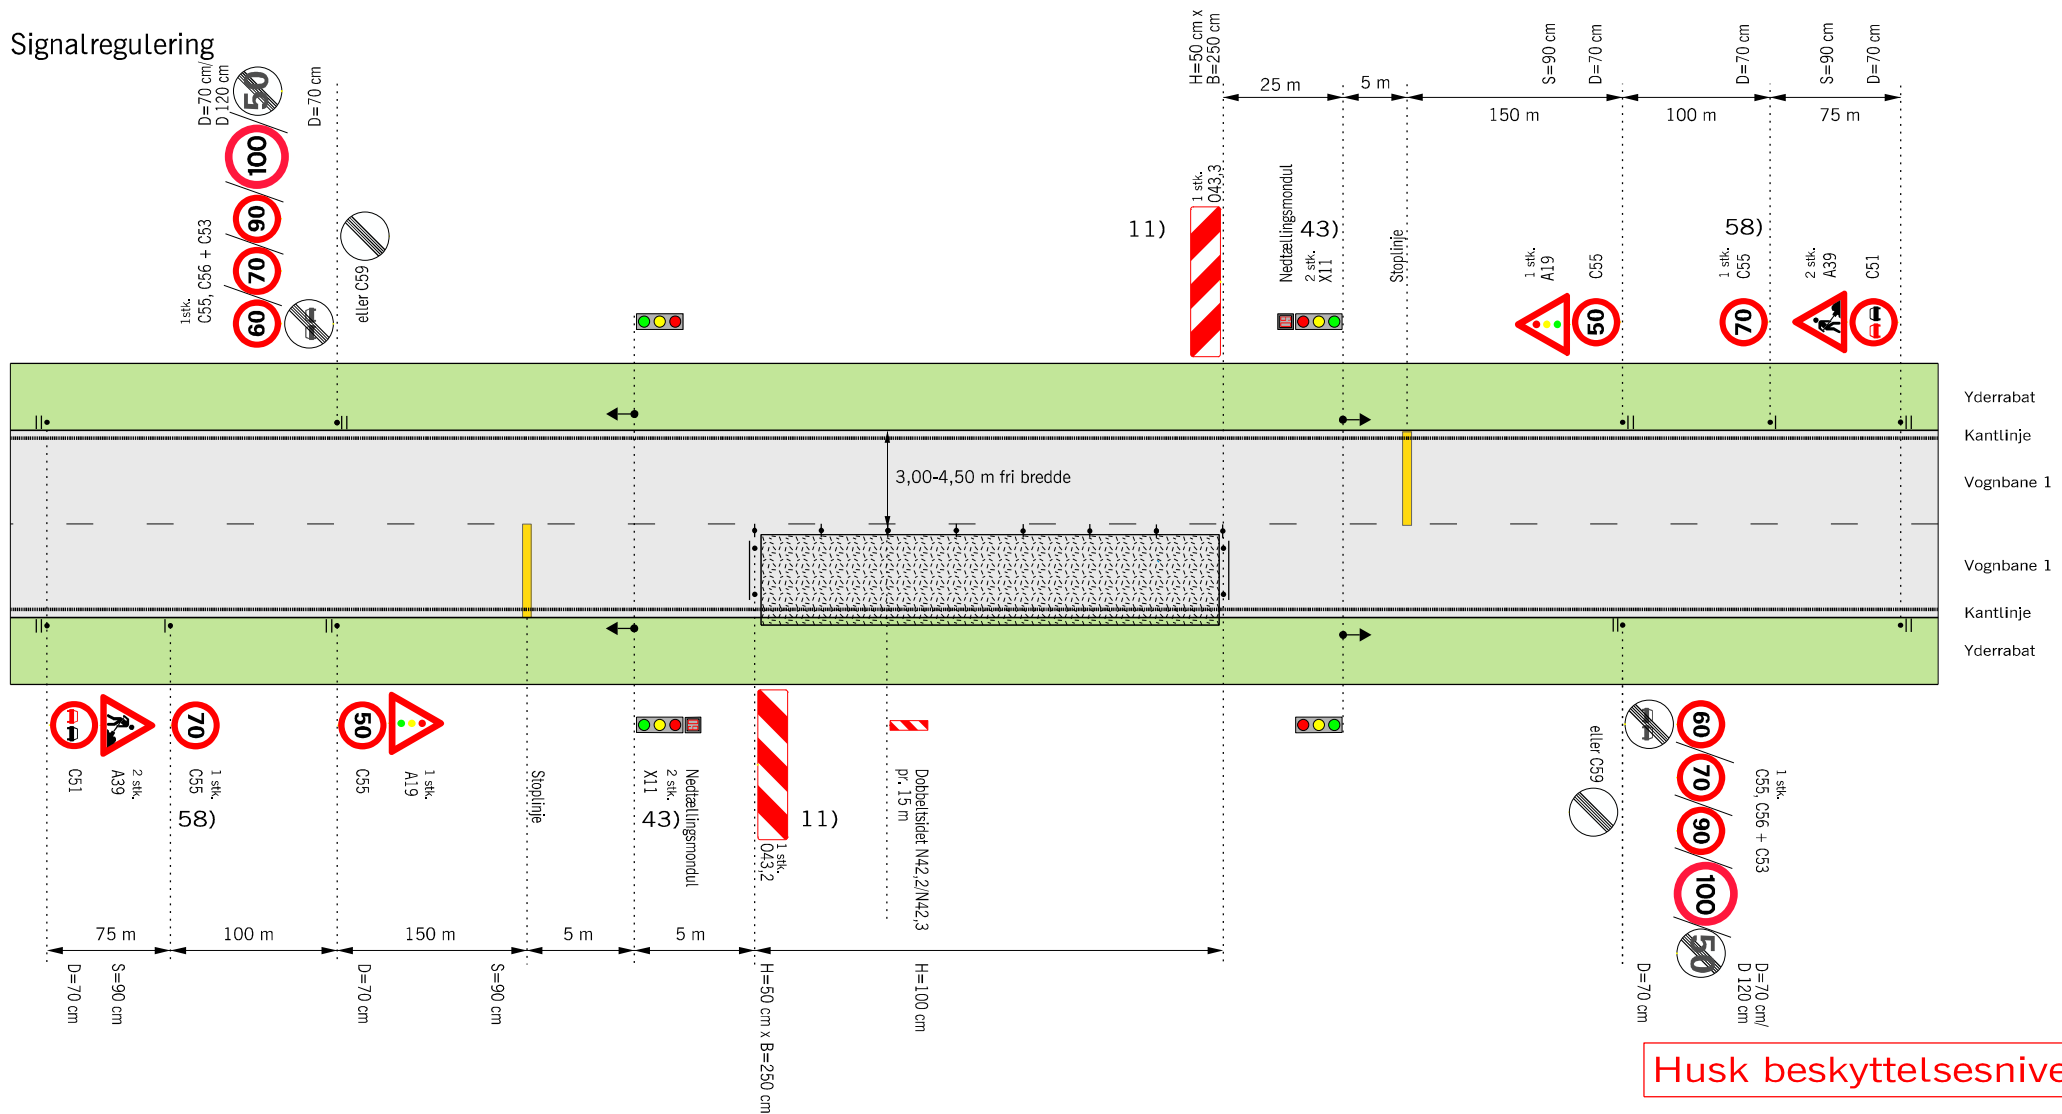 Signalregulering
D=70 cm/
D 120 cm
50
100
90
70
60
1stk.
C55, C56 + C53
D=70 cm
eller C59
H=50 cm x
B=250 cm
25 m
5 m
150 m
100 m
75 m
S=90 cm
D=70 cm
D=70 cm
S=90 cm
D=70 cm
11)
1 stk.
043,3
Nedtællingsmondul
43)
2 stk.
X11
Stoplinje
1 stk.
A19
C55
50
58)
1 stk.
C55
70
2 stk.
A39
C51
Yderrabat
Kantlinje
Vognbane 1
Vognbane 1
Kantlinje
Yderrabat
3,00-4,50 m fri bredde
C51
2 stk.
A39
70
1 stk.
C55
58)
50
C55
1 stk.
A19
Stoplinje
Nedtællingsmondul
2 stk.
X11
43)
1 stk.
043,2
11)
Dobbeltsidet N42,2/N42,3
pr. 15 m
75 m
100 m
150 m
5 m
5 m
D=70 cm
S=90 cm
D=70 cm
S=90 cm
H=50 cm x B=250 cm
H=100 cm
eller C59
60
70
90
100
50
1 stk.
C55, C56 + C53
D=70 cm
D=70 cm/
D 120 cm
Husk beskyttelsesnive